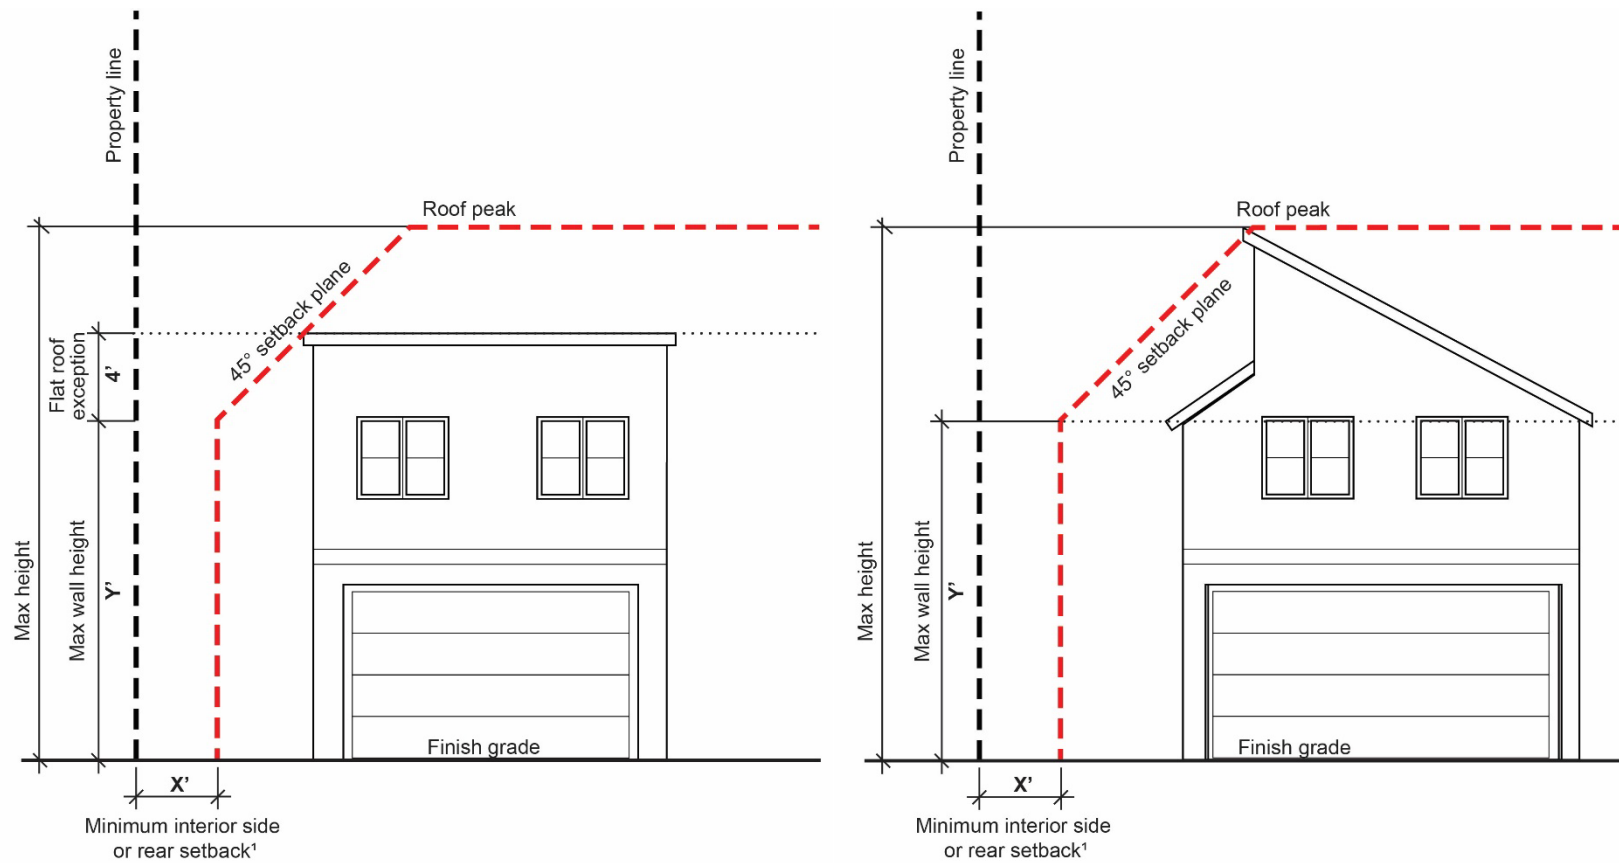 Property line
Roof peak
45° setback plane
Flat roof
exception
4'
Max height
Max wall height
Y'
Finish grade
X'
Minimum interior side
or rear setback¹
Property line
Roof peak
45° setback plane
Max height
Max wall height
Y'
Finish grade
X'
Minimum interior side
or rear setback¹